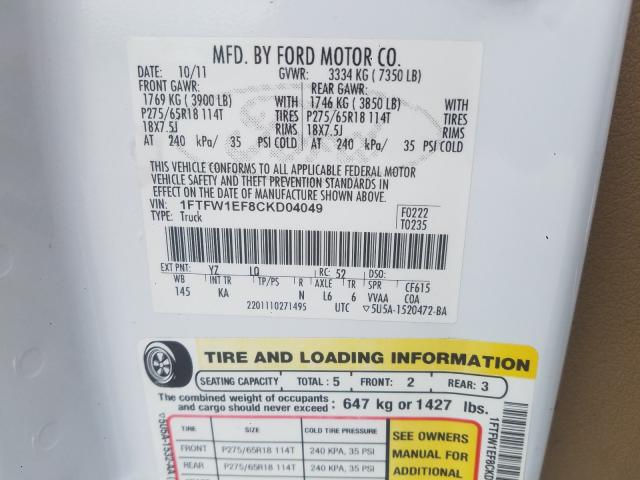 MFD. BY FORD MOTOR CO.
DATE: 10/11 GVWR: 3334 KG ( 7350 LB)
FRONT GAWR: REAR GAWR:
1769 KG ( 3900 LB) WITH 1746 KG ( 3850 LB) WITH
P275/65R18 114T TIRES P275/65R18 114T TIRES
18X7.5J RIMS 18X7.5J RIMS
AT 240 kPa/ 35 PSI COLD AT 240 kPa/ 35 PSI COLD
THIS VEHICLE CONFORMS TO ALL APPLICABLE FEDERAL MOTOR
VEHICLE SAFETY AND THEFT PREVENTION STANDARDS IN
EFFECT ON THE DATE OF MANUFACTURE SHOWN ABOVE.
VIN: 1FTFW1EF8CKD04049
TYPE: Truck
F0222
T0235
EXT PNT: YZ LQ RC: 52 DSO:
WB INT TR TP/PS R AXLE TR SPR CF615
145 KA N L6 6 VVAA COA
2201110271495 UTC ▽5U5A-1520472-BA
TIRE AND LOADING INFORMATION
SEATING CAPACITY TOTAL: 5 FRONT: 2 REAR: 3
The combined weight of occupants
and cargo should never exceed: 647 kg or 1427 lbs.
TIRE SIZE COLD TIRE PRESSURE
FRONT P275/65R18 114T 240 KPA, 35 PSI
REAR P275/65R18 114T 240 KPA, 35 PSI
SEE OWNERS
MANUAL FOR
ADDITIONAL
1FTFW1EF8CKD